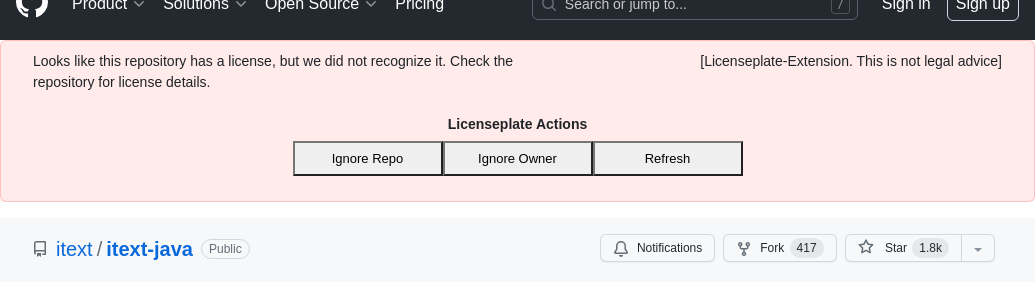 Product Solutions Open Source Pricing Search or jump to... / Sign in Sign up
Looks like this repository has a license, but we did not recognize it. Check the
repository for license details.
[Licenseplate-Extension. This is not legal advice]
Licenseplate Actions
Ignore Repo Ignore Owner Refresh
itext / itext-java Public Notifications Fork 417 Star 1.8k